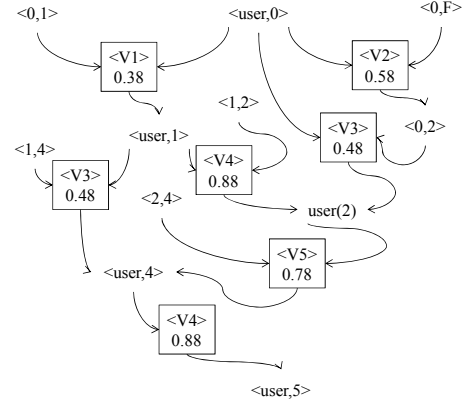 <0,1>
<user,0>
<0,F>
<V1>
0.38
<V2>
0.58
<1,2>
<V3>
0.48
<0,2>
<user,1>
<1,4>
<V4>
0.88
<V3>
0.48
<2,4>
user(2)
<V5>
0.78
<user,4>
<V4>
0.88
<user,5>